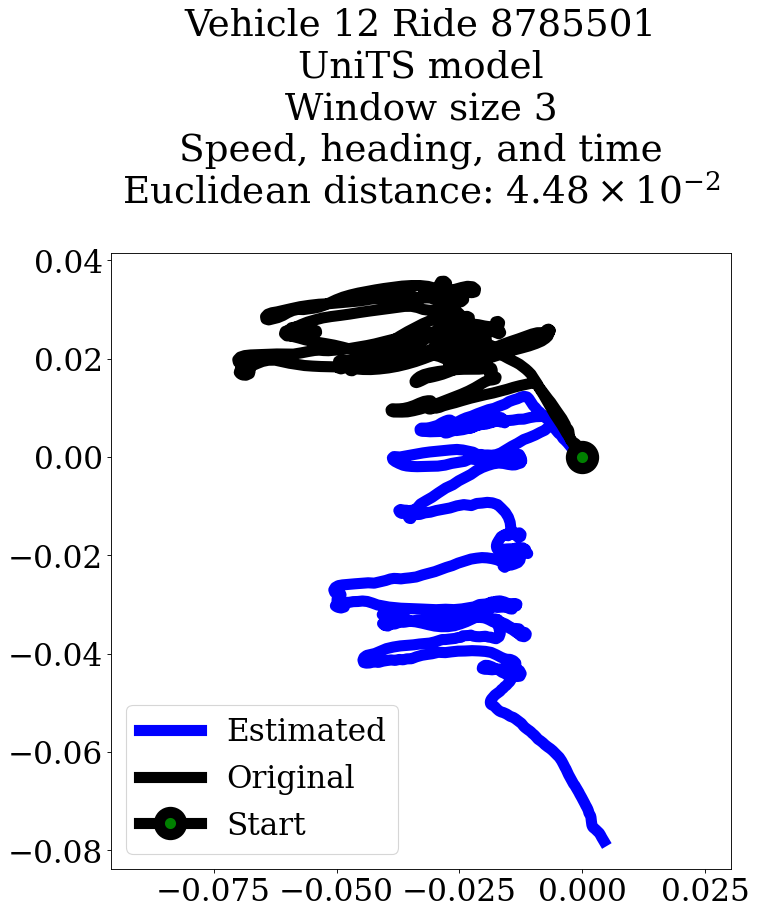 Vehicle 12 Ride 8785501
UniTS model
Window size 3
Speed, heading, and time
Euclidean distance: 4.48 × 10⁻²
0.04
0.02
0.00
−0.02
−0.04
−0.06
−0.08
Estimated
Original
Start
−0.075 −0.050 −0.025 0.000 0.025